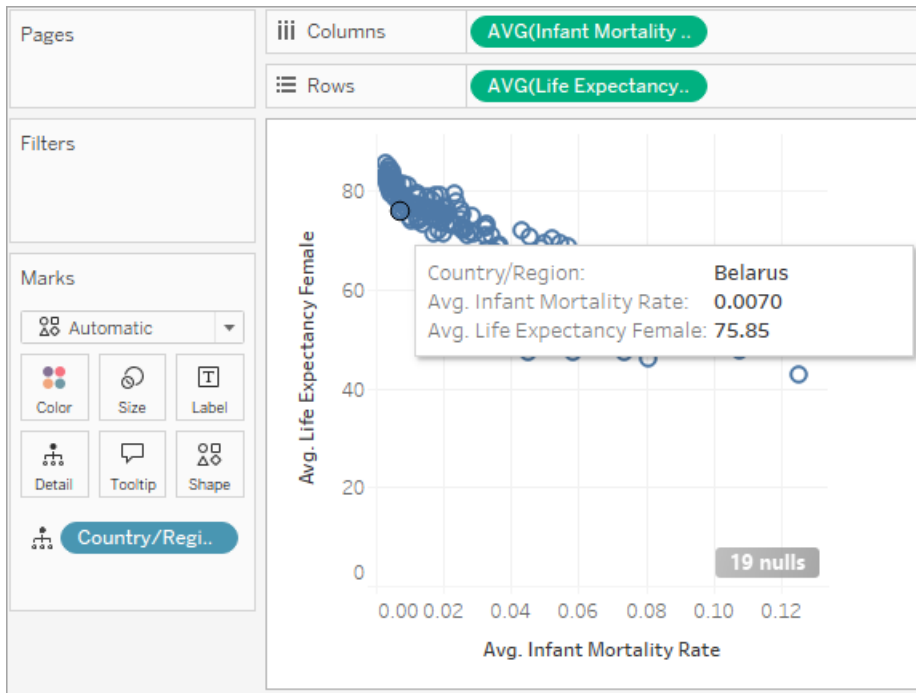 Pages
Columns
AVG(Infant Mortality ..
Rows
AVG(Life Expectancy..
Filters
Marks
Automatic
Color
Size
T
Label
Detail
Tooltip
Shape
Country/Regi..
Avg. Life Expectancy Female
80
60
40
20
0
Country/Region: Belarus
Avg. Infant Mortality Rate: 0.0070
Avg. Life Expectancy Female: 75.85
19 nulls
0.00 0.02 0.04 0.06 0.08 0.10 0.12
Avg. Infant Mortality Rate